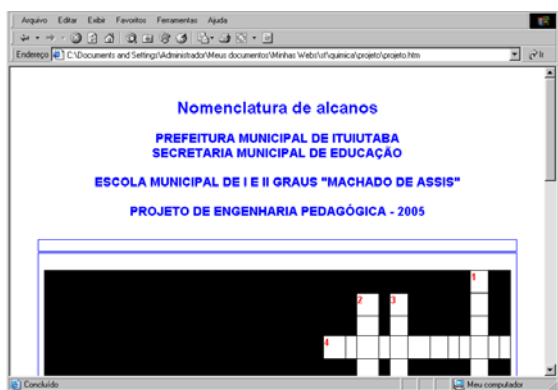 Arquivo Editar Exibir Favoritos Ferramentas Ajuda
Endereço C:\Documents and Settings\Administrador\Meus documentos\Minhas Webs\sf\quimica\projeto\projeto.htm Ir
Nomenclatura de alcanos
PREFEITURA MUNICIPAL DE ITUIUTABA
SECRETARIA MUNICIPAL DE EDUCAÇÃO
ESCOLA MUNICIPAL DE I E II GRAUS "MACHADO DE ASSIS"
PROJETO DE ENGENHARIA PEDAGÓGICA - 2005
1
2 3
4
Concluído Meu computador